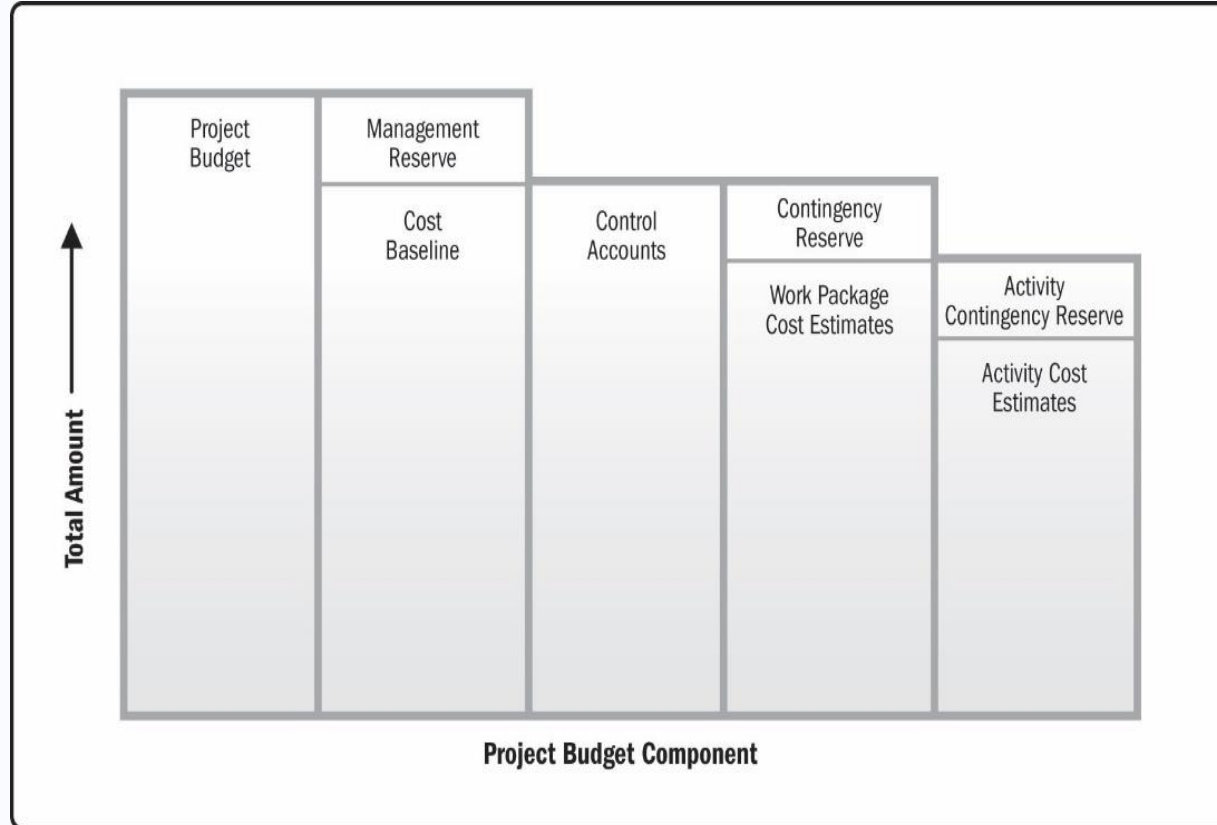 Project
Budget
Management
Reserve
Cost
Baseline
Control
Accounts
Contingency
Reserve
Work Package
Cost Estimates
Activity
Contingency Reserve
Activity Cost
Estimates
Total Amount
Project Budget Component